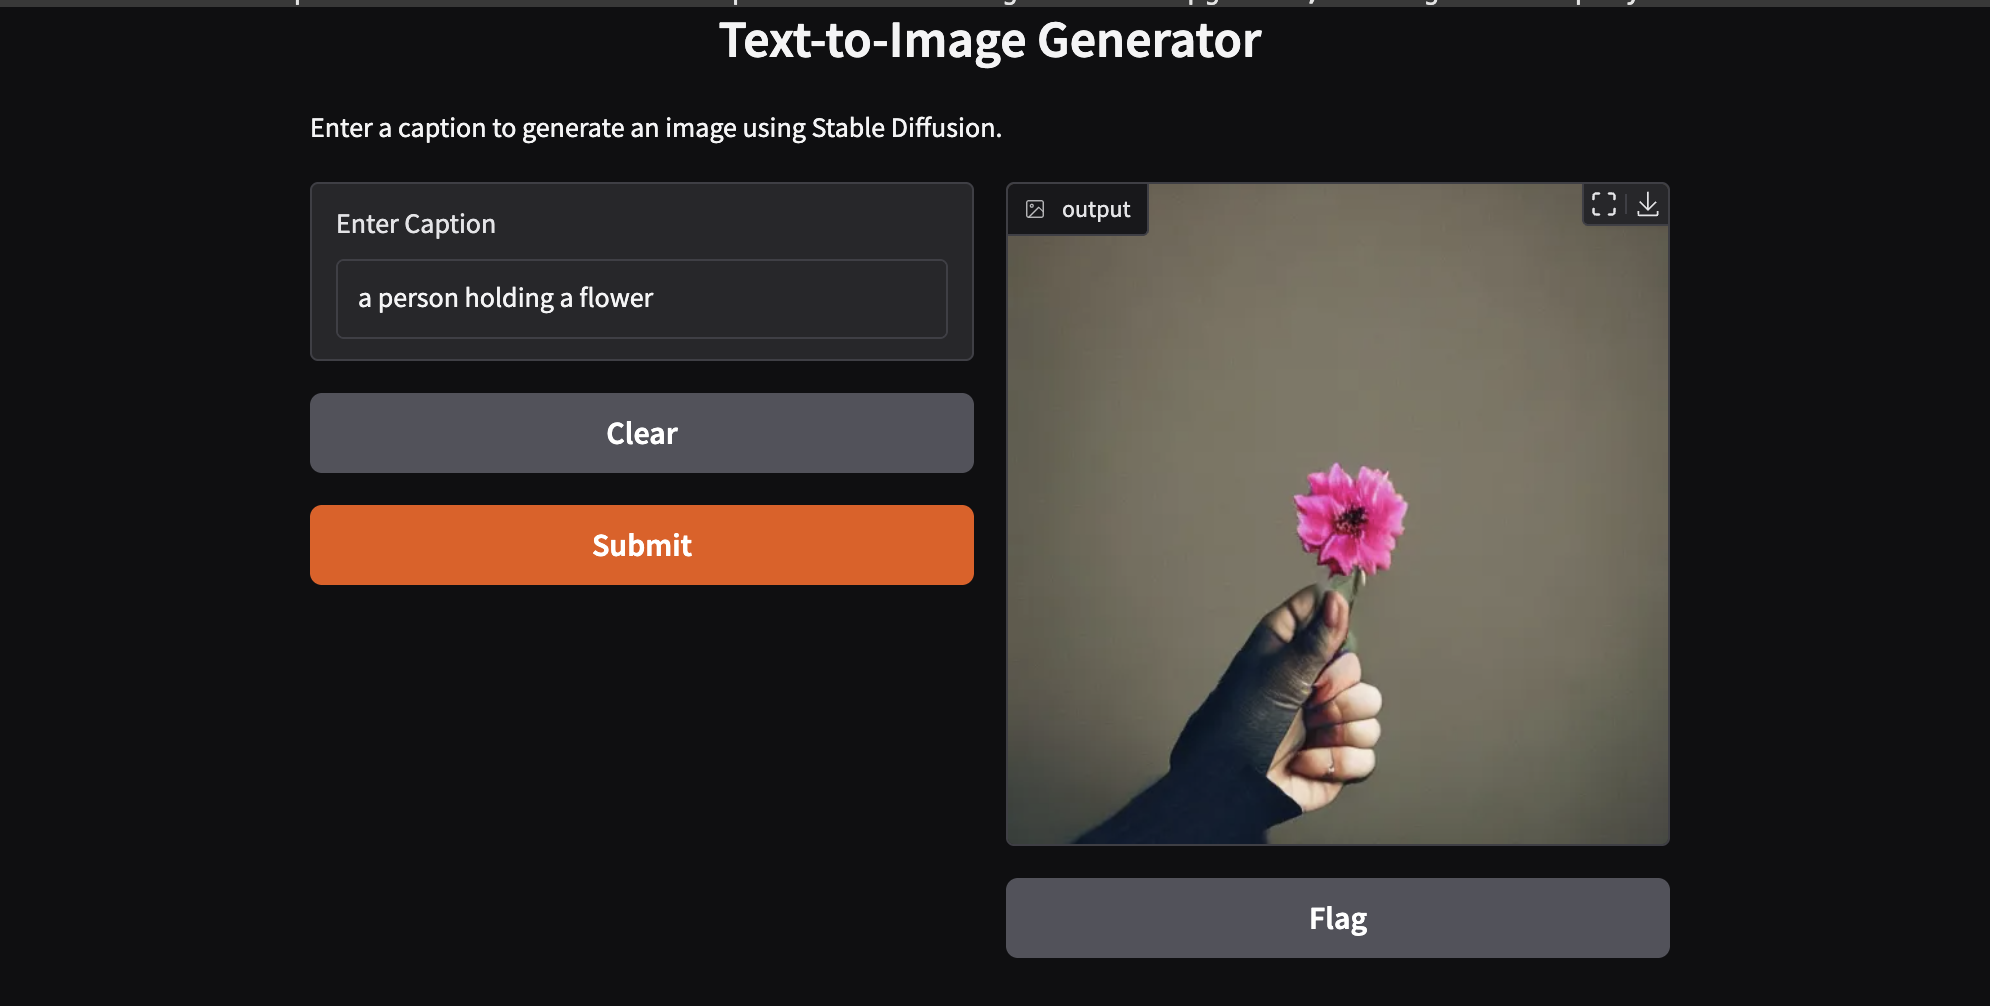 Text-to-Image Generator
Enter a caption to generate an image using Stable Diffusion.
Enter Caption
a person holding a flower
Clear
Submit
output
Flag